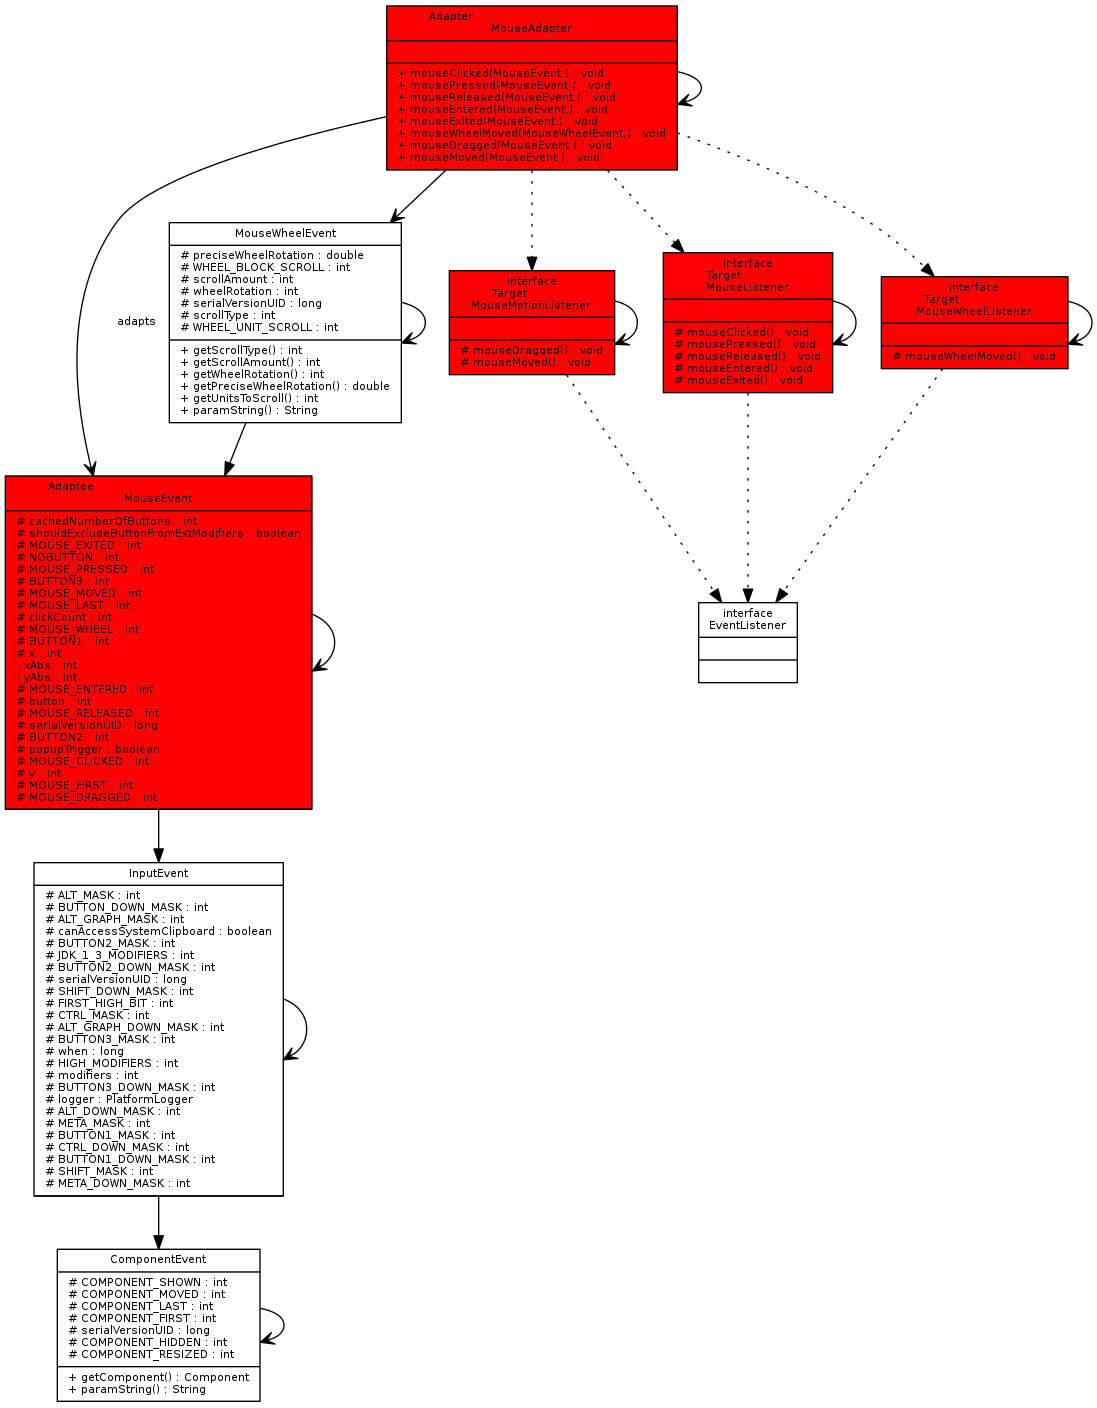 Adapter
MouseAdapter
+ mouseClicked(MouseEvent,) : void
+ mousePressed(MouseEvent,) : void
+ mouseReleased(MouseEvent,) : void
+ mouseEntered(MouseEvent,) : void
+ mouseExited(MouseEvent,) : void
+ mouseWheelMoved(MouseWheelEvent,) : void
+ mouseDragged(MouseEvent,) : void
+ mouseMoved(MouseEvent,) : void
adapts
MouseWheelEvent
# preciseWheelRotation : double
# WHEEL_BLOCK_SCROLL : int
# scrollAmount : int
# wheelRotation : int
# serialVersionUID : long
# scrollType : int
# WHEEL_UNIT_SCROLL : int
+ getScrollType() : int
+ getScrollAmount() : int
+ getWheelRotation() : int
+ getPreciseWheelRotation() : double
+ getUnitsToScroll() : int
+ paramString() : String
interface
Target
MouseMotionListener
# mouseDragged() : void
# mouseMoved() : void
interface
Target
MouseListener
# mouseClicked() : void
# mousePressed() : void
# mouseReleased() : void
# mouseEntered() : void
# mouseExited() : void
interface
Target
MouseWheelListener
# mouseWheelMoved() : void
Adaptee
MouseEvent
# cachedNumberOfButtons : int
# shouldExcludeButtonFromExtModifiers : boolean
# MOUSE_EXITED : int
# NOBUTTON : int
# MOUSE_PRESSED : int
# BUTTON3 : int
# MOUSE_MOVED : int
# MOUSE_LAST : int
# clickCount : int
# MOUSE_WHEEL : int
# BUTTON1 : int
# x : int
- xAbs : int
- yAbs : int
# MOUSE_ENTERED : int
# button : int
# MOUSE_RELEASED : int
# serialVersionUID : long
# BUTTON2 : int
# popupTrigger : boolean
# MOUSE_CLICKED : int
# y : int
# MOUSE_FIRST : int
# MOUSE_DRAGGED : int
interface
EventListener
InputEvent
# ALT_MASK : int
# BUTTON_DOWN_MASK : int
# ALT_GRAPH_MASK : int
# canAccessSystemClipboard : boolean
# BUTTON2_MASK : int
# JDK_1_3_MODIFIERS : int
# BUTTON2_DOWN_MASK : int
# serialVersionUID : long
# SHIFT_DOWN_MASK : int
# FIRST_HIGH_BIT : int
# CTRL_MASK : int
# ALT_GRAPH_DOWN_MASK : int
# BUTTON3_MASK : int
# when : long
# HIGH_MODIFIERS : int
# modifiers : int
# BUTTON3_DOWN_MASK : int
# logger : PlatformLogger
# ALT_DOWN_MASK : int
# META_MASK : int
# BUTTON1_MASK : int
# CTRL_DOWN_MASK : int
# BUTTON1_DOWN_MASK : int
# SHIFT_MASK : int
# META_DOWN_MASK : int
ComponentEvent
# COMPONENT_SHOWN : int
# COMPONENT_MOVED : int
# COMPONENT_LAST : int
# COMPONENT_FIRST : int
# serialVersionUID : long
# COMPONENT_HIDDEN : int
# COMPONENT_RESIZED : int
+ getComponent() : Component
+ paramString() : String